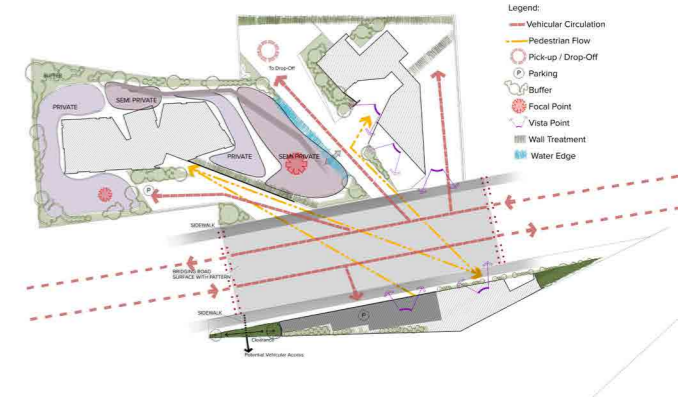 Legend:
Vehicular Circulation
Pedestrian Flow
Pick-up / Drop-Off
P
Parking
Buffer
Focal Point
Vista Point
Wall Treatment
Water Edge
To Drop-Off
Buffer
PRIVATE
SEMI PRIVATE
PRIVATE
SEMI PRIVATE
P
SIDEWALK
BRIDGING ROAD
SURFACE WITH PATTERN
SIDEWALK
P
Clearance
Potential Vehicular Access